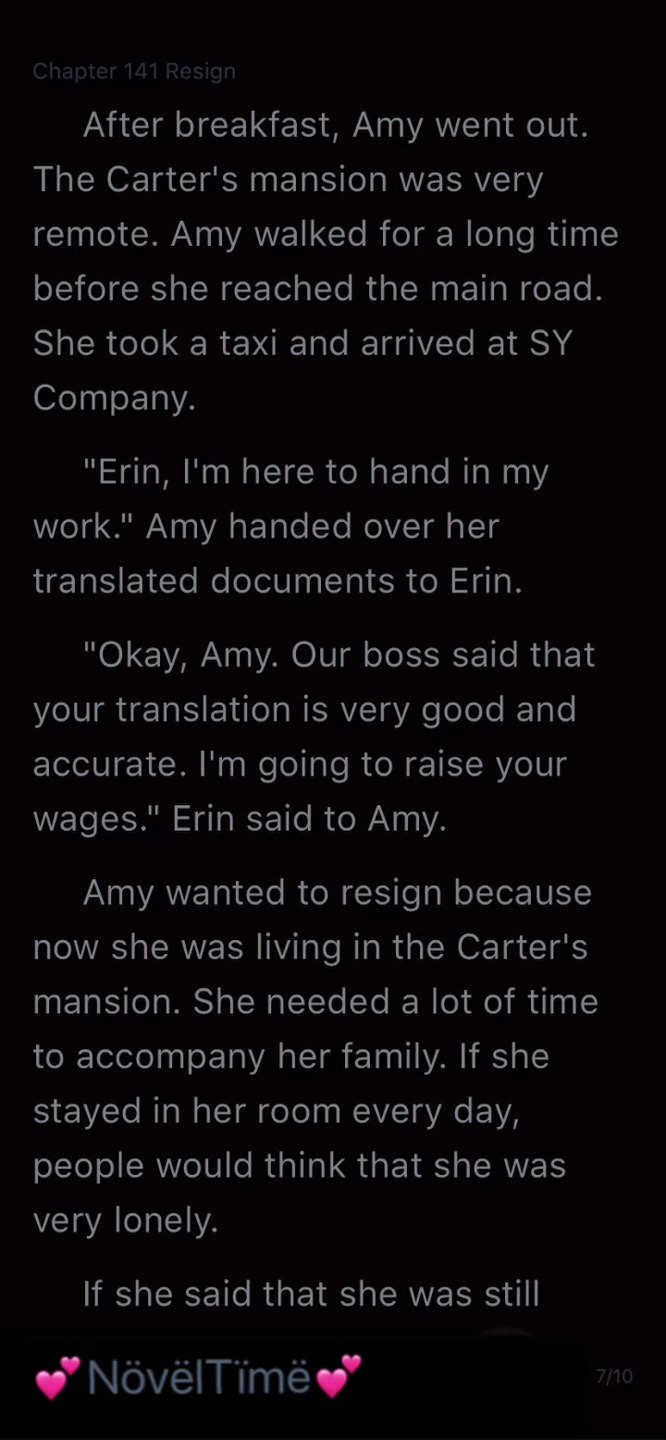 Chapter 141 Resign
After breakfast, Amy went out.
The Carter's mansion was very
remote. Amy walked for a long time
before she reached the main road.
She took a taxi and arrived at SY
Company.
"Erin, I'm here to hand in my
work." Amy handed over her
translated documents to Erin.
"Okay, Amy. Our boss said that
your translation is very good and
accurate. I'm going to raise your
wages." Erin said to Amy.
Amy wanted to resign because
now she was living in the Carter's
mansion. She needed a lot of time
to accompany her family. If she
stayed in her room every day,
people would think that she was
very lonely.
If she said that she was still
💕NövëlTïmë💕
7/10